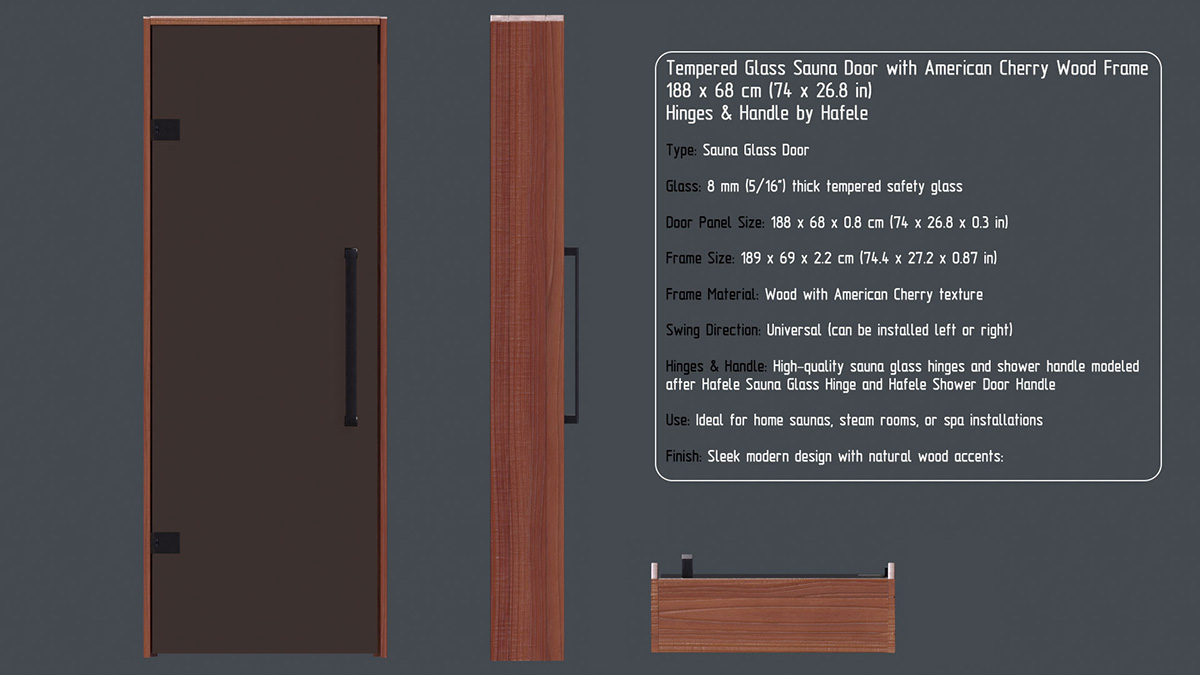 Tempered Glass Sauna Door with American Cherry Wood Frame
188 x 68 cm (74 x 26.8 in)
Hinges & Handle by Hafele
Type: Sauna Glass Door
Glass: 8 mm (5/16") thick tempered safety glass
Door Panel Size: 188 x 68 x 0.8 cm (74 x 26.8 x 0.3 in)
Frame Size: 189 x 69 x 2.2 cm (74.4 x 27.2 x 0.87 in)
Frame Material: Wood with American Cherry texture
Swing Direction: Universal (can be installed left or right)
Hinges & Handle: High-quality sauna glass hinges and shower handle modeled
after Hafele Sauna Glass Hinge and Hafele Shower Door Handle
Use: Ideal for home saunas, steam rooms, or spa installations
Finish: Sleek modern design with natural wood accents: